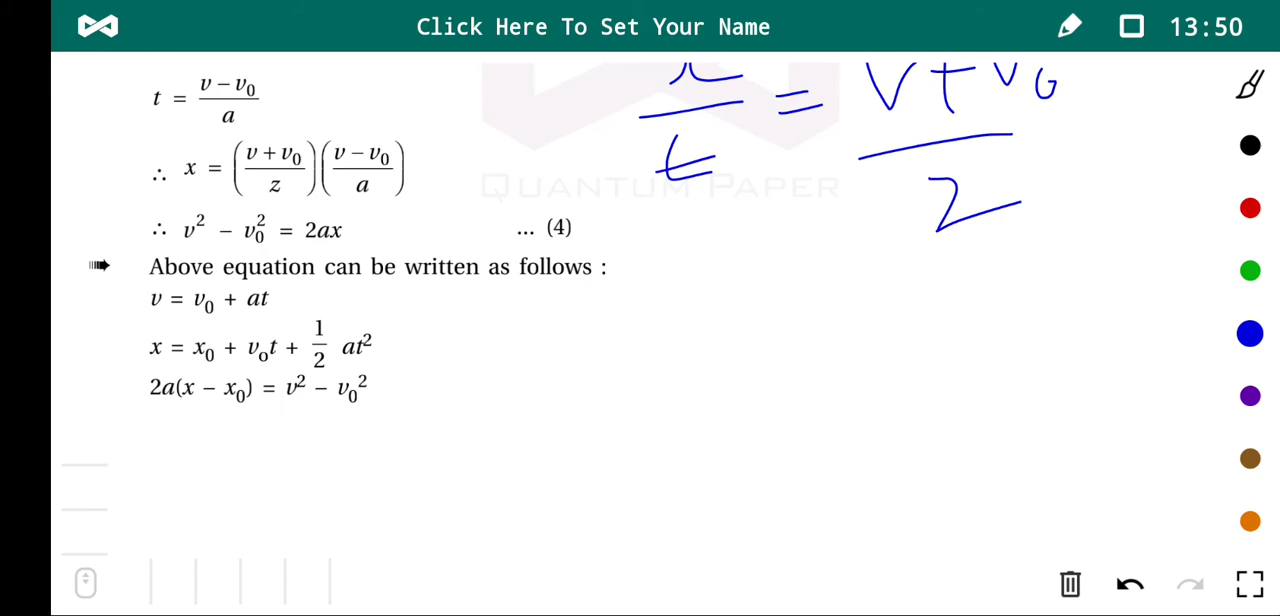 Click Here To Set Your Name 13:50
t = (v – v₀)/a
x/t = (v + v₀)/2
∴ x = ((v + v₀)/z)((v – v₀)/a)
QUANTUM PAPER
∴ v² – v₀² = 2ax ... (4)
➠ Above equation can be written as follows :
v = v₀ + at
x = x₀ + vₒt + 1/2 at²
2a(x – x₀) = v² – v₀²